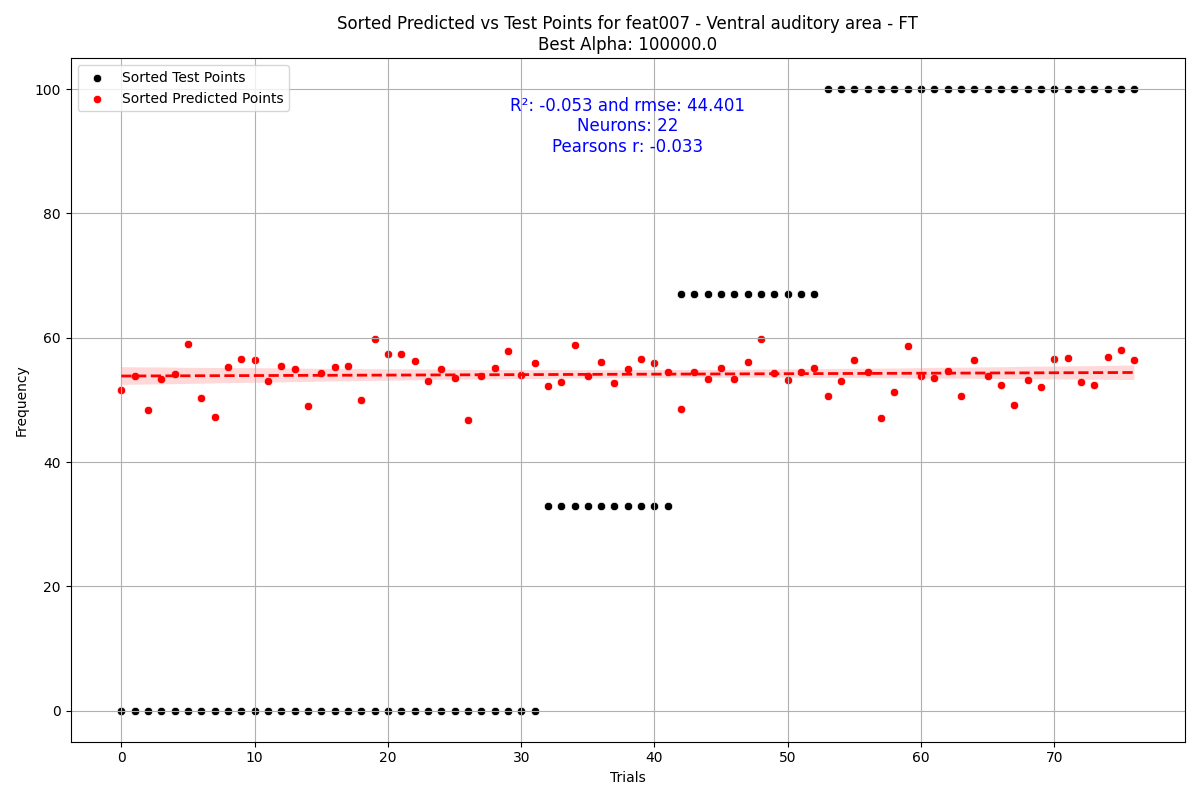 Sorted Predicted vs Test Points for feat007 - Ventral auditory area - FT
Best Alpha: 100000.0
Sorted Test Points
Sorted Predicted Points
R²: -0.053 and rmse: 44.401
Neurons: 22
Pearsons r: -0.033
Frequency
100
80
60
40
20
0
0 10 20 30 40 50 60 70
Trials